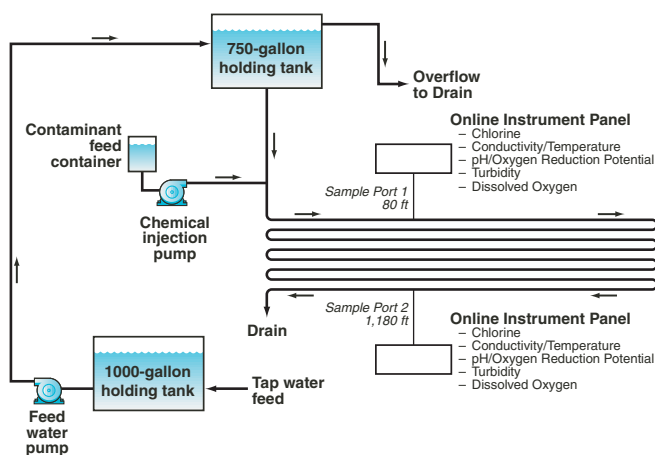 750-gallon
holding tank
Overflow
to Drain
Contaminant
feed
container
Chemical
injection
pump
Online Instrument Panel
– Chlorine
– Conductivity/Temperature
– pH/Oxygen Reduction Potential
– Turbidity
– Dissolved Oxygen
Sample Port 1
80 ft
Drain
Sample Port 2
1,180 ft
Online Instrument Panel
– Chlorine
– Conductivity/Temperature
– pH/Oxygen Reduction Potential
– Turbidity
– Dissolved Oxygen
1000-gallon
holding tank
Tap water
feed
Feed
water
pump